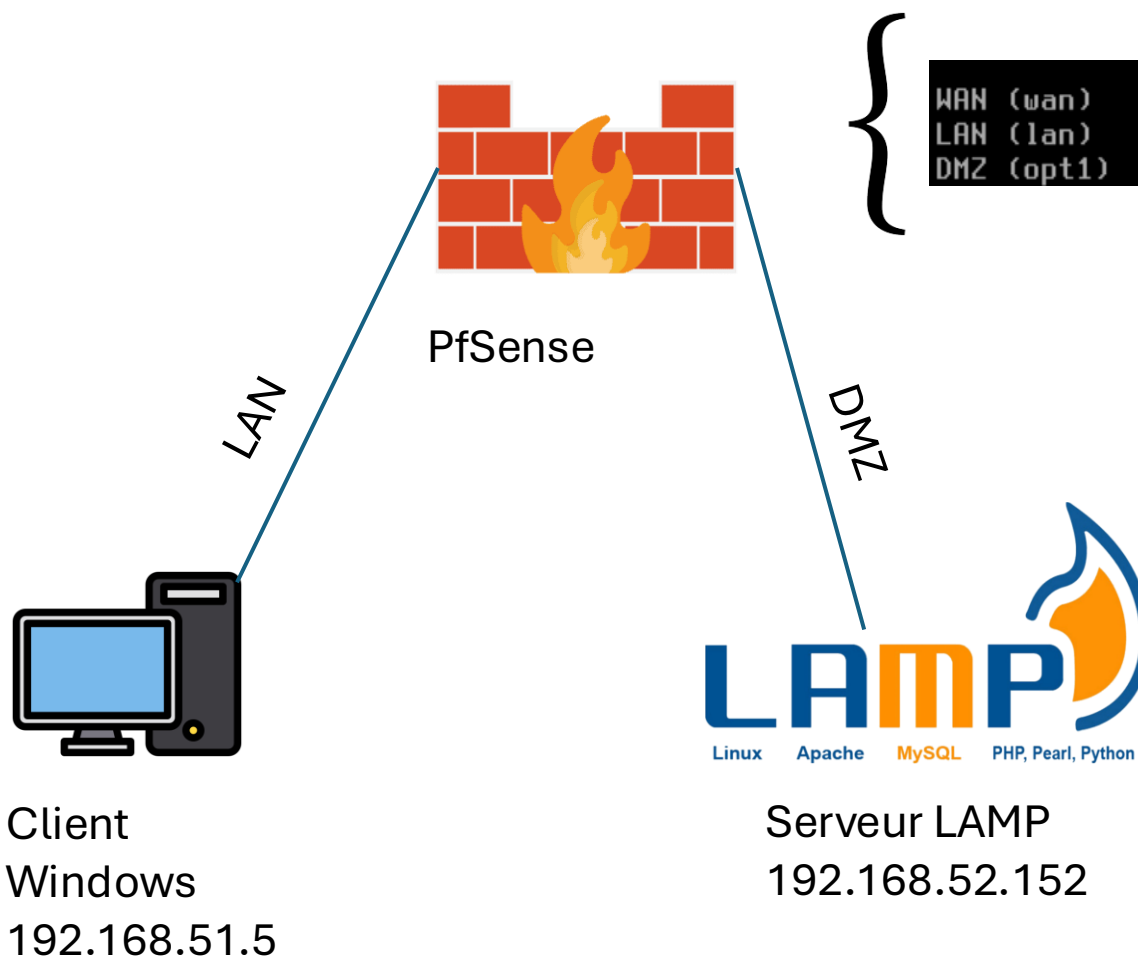 WAN (wan)
LAN (lan)
DMZ (opt1)
PfSense
LAN
DMZ
LAMP
Linux Apache MySQL PHP, Pearl, Python
Client
Windows
192.168.51.5
Serveur LAMP
192.168.52.152